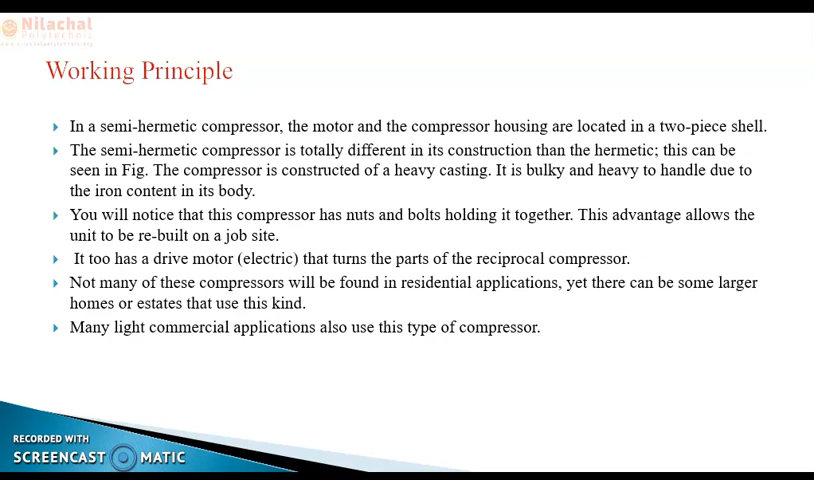 Nilachal
Polytechnic
Working Principle
In a semi-hermetic compressor, the motor and the compressor housing are located in a two-piece shell.
The semi-hermetic compressor is totally different in its construction than the hermetic; this can be
seen in Fig. The compressor is constructed of a heavy casting. It is bulky and heavy to handle due to
the iron content in its body.
You will notice that this compressor has nuts and bolts holding it together. This advantage allows the
unit to be re-built on a job site.
It too has a drive motor (electric) that turns the parts of the reciprocal compressor.
Not many of these compressors will be found in residential applications, yet there can be some larger
homes or estates that use this kind.
Many light commercial applications also use this type of compressor.
RECORDED WITH
SCREENCAST MATIC